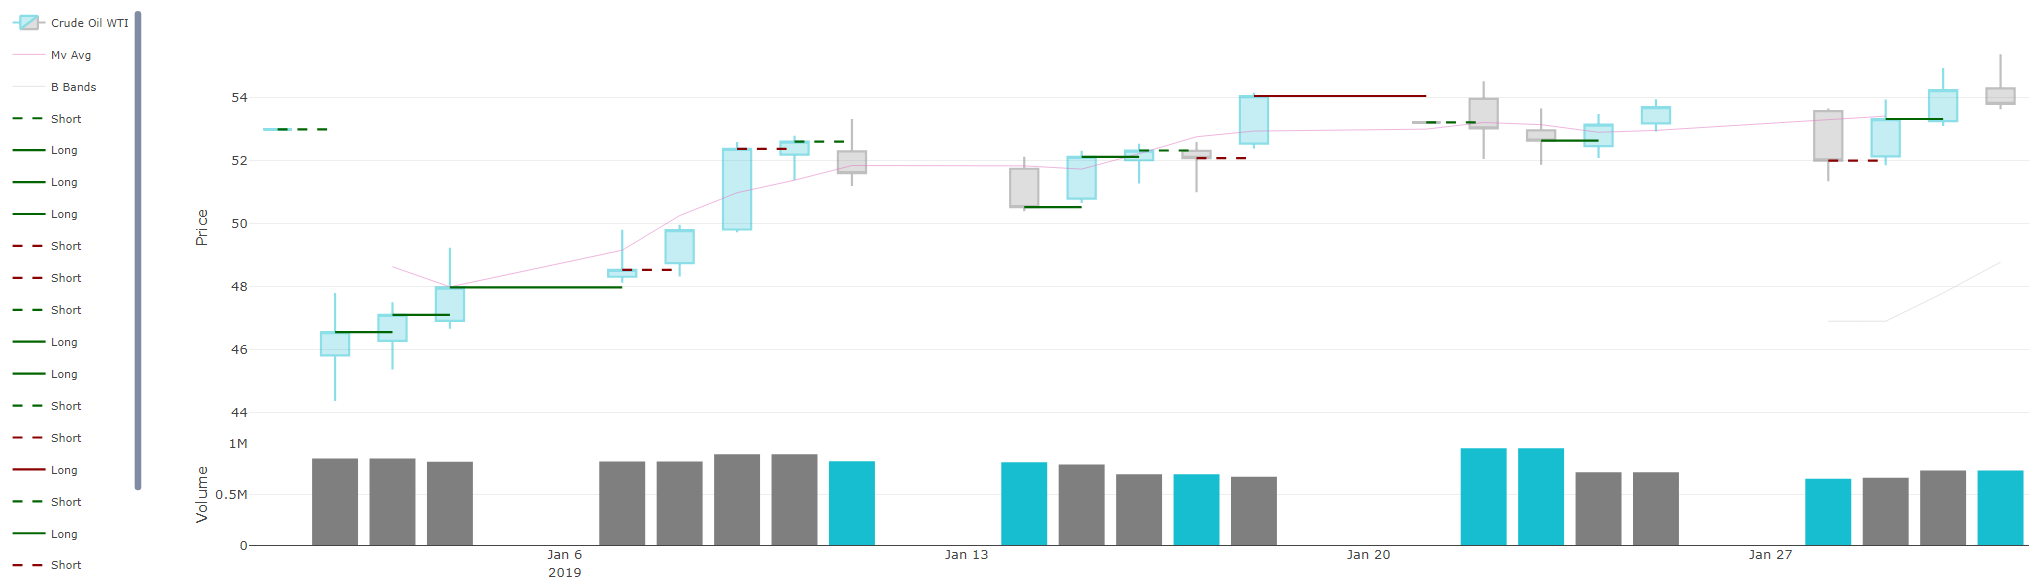 Crude Oil WTI
Mv Avg
B Bands
Short
Long
Long
Long
Short
Short
Short
Long
Long
Short
Short
Long
Short
Long
Short
Price
54
52
50
48
46
44
Volume
1M
0.5M
0
Jan 6
2019
Jan 13
Jan 20
Jan 27